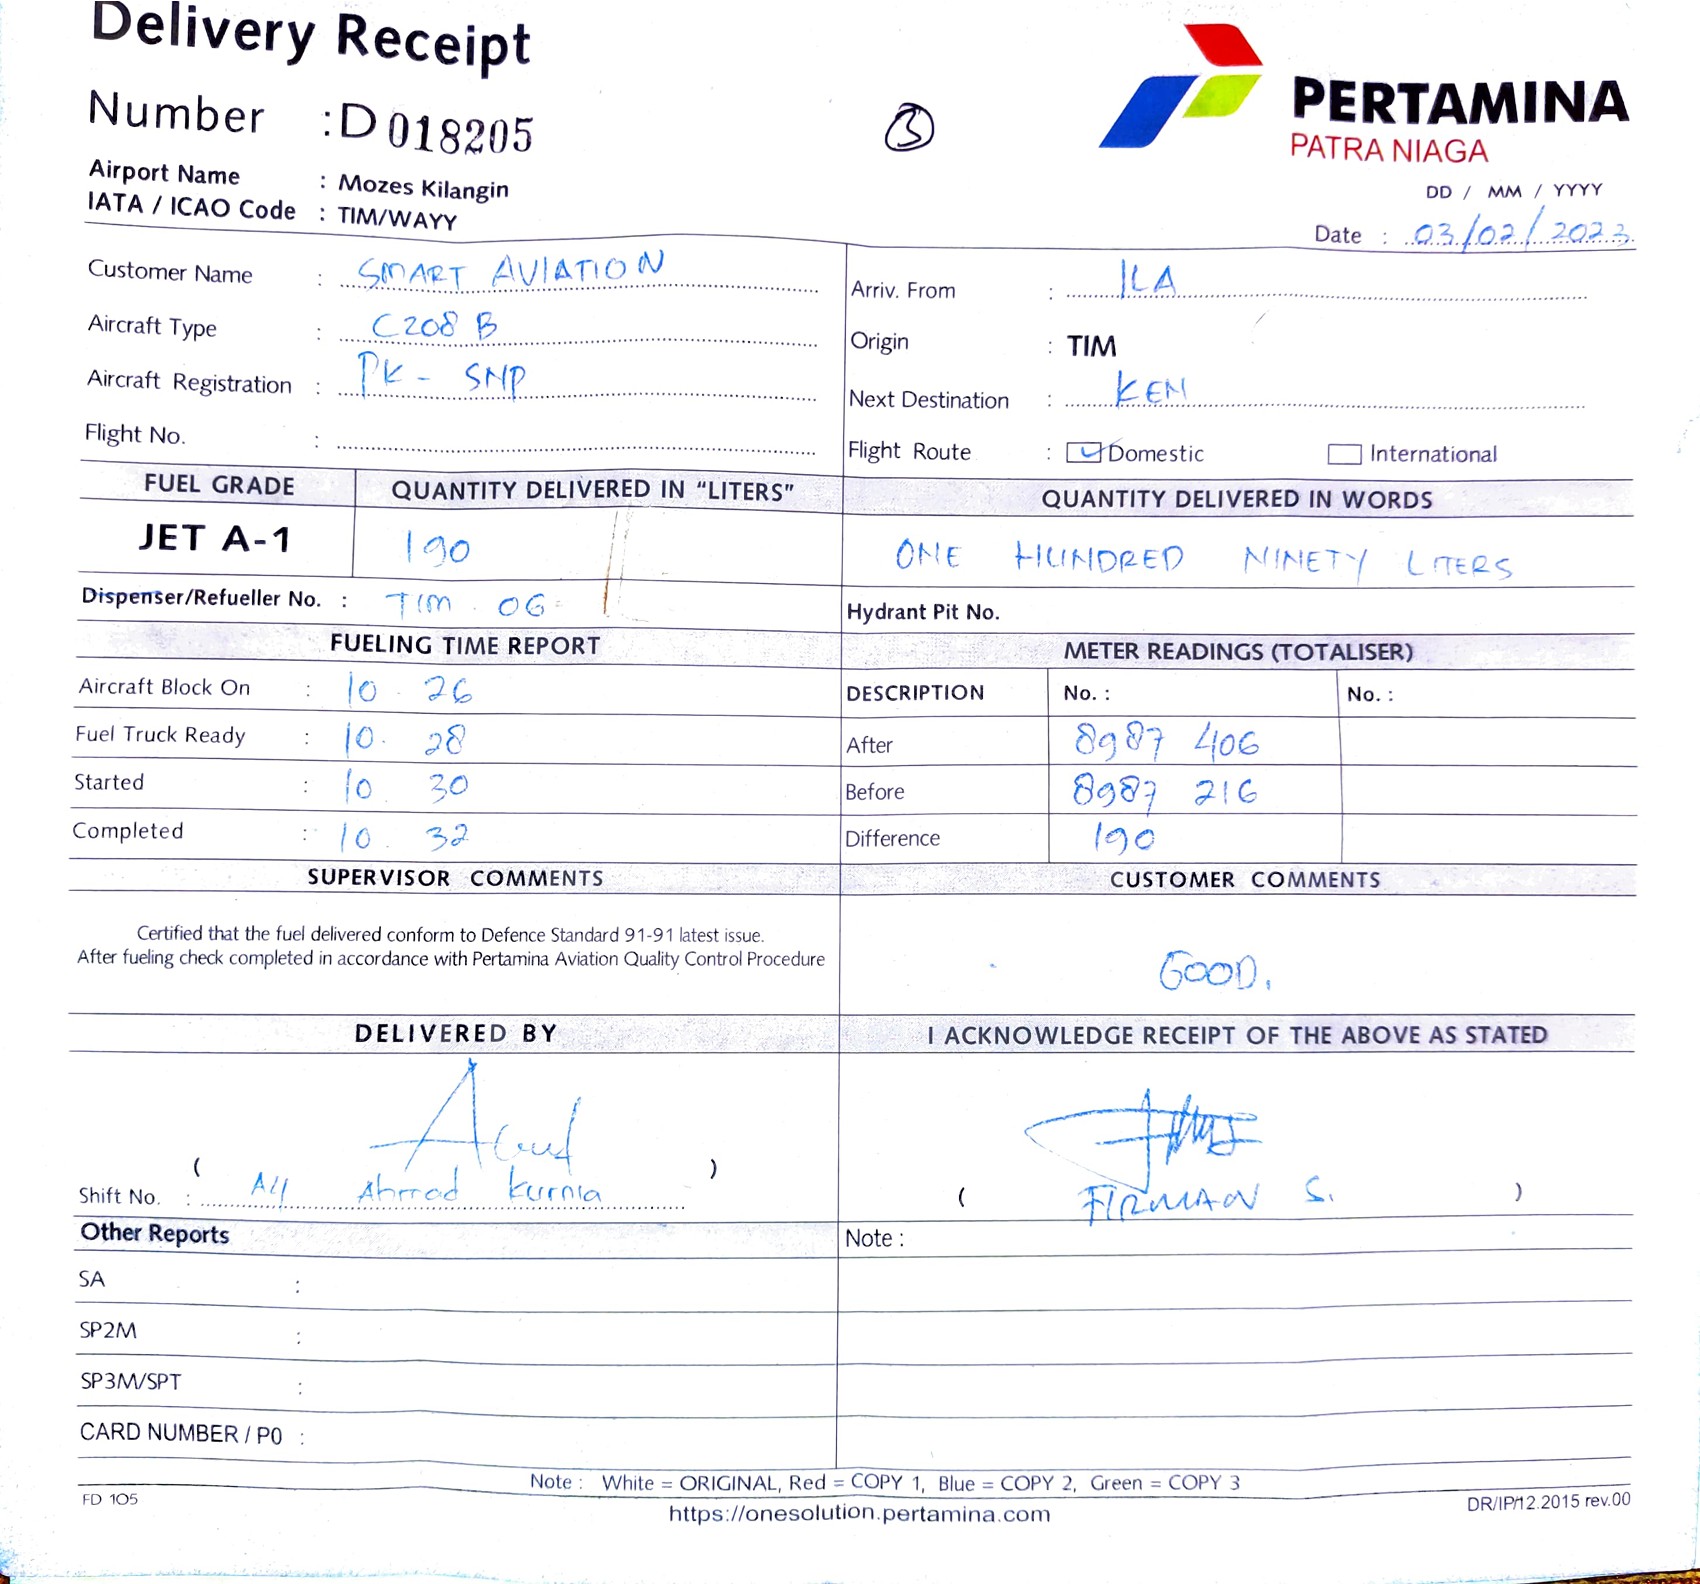 Delivery Receipt
Number : D 018205
3
PERTAMINA
PATRA NIAGA
Airport Name : Mozes Kilangin
IATA / ICAO Code : TIM/WAYY
DD / MM / YYYY
Date : 03/02/2023
Customer Name : SMART AVIATION
Aircraft Type : C208 B
Aircraft Registration : PK - SNP
Flight No. :
Arriv. From : ILA
Origin : TIM
Next Destination : KEM
Flight Route : Domestic International
FUEL GRADE QUANTITY DELIVERED IN "LITERS" QUANTITY DELIVERED IN WORDS
JET A-1 190 ONE HUNDRED NINETY LITERS
Dispenser/Refueller No. : TIM 06 Hydrant Pit No.
FUELING TIME REPORT METER READINGS (TOTALISER)
Aircraft Block On : 10 . 26 DESCRIPTION No. : No. :
Fuel Truck Ready : 10 . 28 After 8987 406
Started : 10 30 Before 8987 216
Completed : 10 . 32 Difference 190
SUPERVISOR COMMENTS CUSTOMER COMMENTS
Certified that the fuel delivered conform to Defence Standard 91-91 latest issue.
After fueling check completed in accordance with Pertamina Aviation Quality Control Procedure
GOOD.
DELIVERED BY I ACKNOWLEDGE RECEIPT OF THE ABOVE AS STATED
( )
Shift No. : Ahmad Kurnia
( FIRMAN S. )
Other Reports Note :
SA :
SP2M :
SP3M/SPT :
CARD NUMBER / P0 :
Note : White = ORIGINAL, Red = COPY 1, Blue = COPY 2, Green = COPY 3
FD 105 https://onesolution.pertamina.com DR/IP/12.2015 rev.00